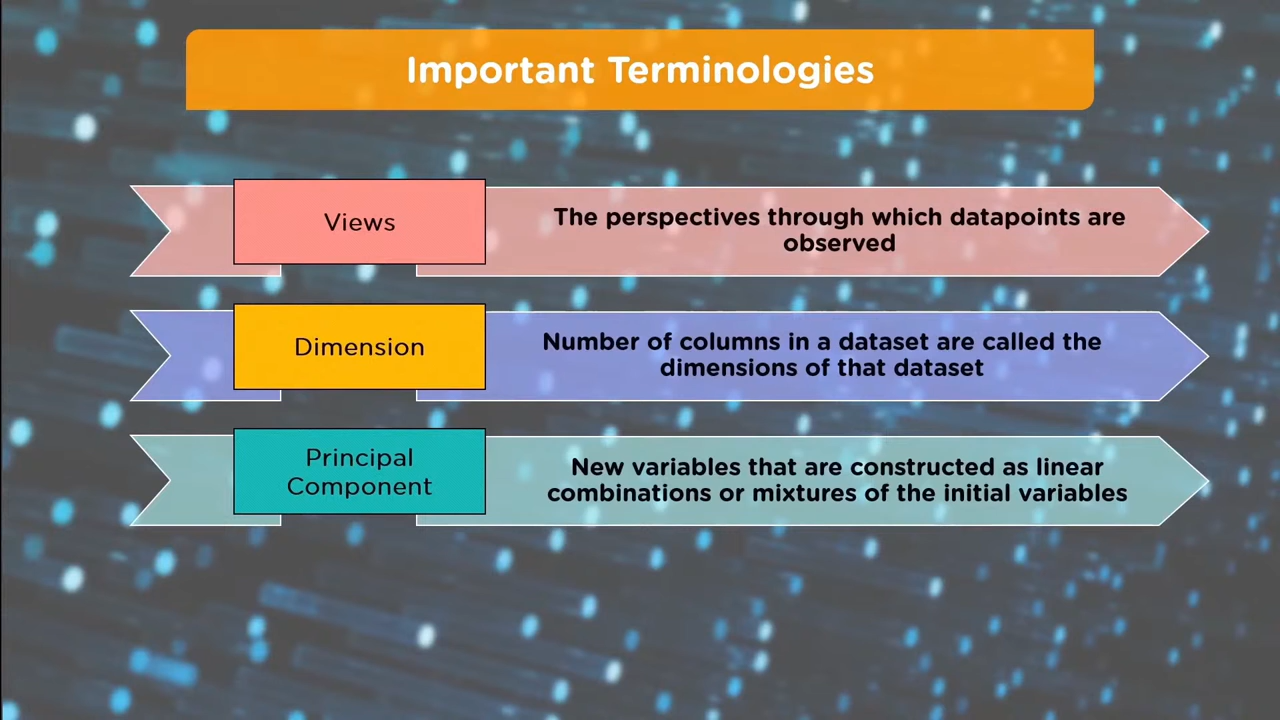 Important Terminologies
Views
The perspectives through which datapoints are
observed
Dimension
Number of columns in a dataset are called the
dimensions of that dataset
Principal
Component
New variables that are constructed as linear
combinations or mixtures of the initial variables